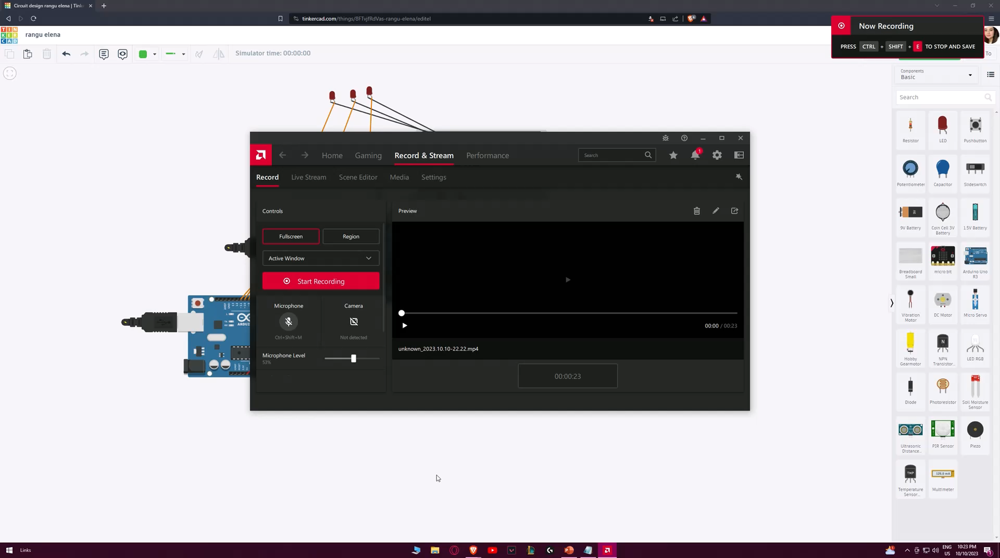 Circuit design rangu elena | Tink
tinkercad.com/things/8FTvjfRdVas-rangu-elena/editel
TIN
KER
CAD
rangu elena
Simulator time: 00:00:00
Now Recording
PRESS CTRL + SHIFT + E TO STOP AND SAVE
To
Components
Basic
Search
Resistor
LED
Pushbutton
Potentiometer
Capacitor
Slideswitch
9V Battery
Coin Cell 3V
Battery
1.5V Battery
Breadboard
Small
micro:bit
Arduino Uno
R3
Vibration
Motor
DC Motor
Micro Servo
Hobby
Gearmotor
NPN
Transistor...
LED RGB
Diode
Photoresistor
Soil Moisture
Sensor
Ultrasonic
Distance...
PIR Sensor
Piezo
TMP
Temperature
Sensor...
125.0 mA
Multimeter
Home
Gaming
Record & Stream
Performance
Search
1
Record
Live Stream
Scene Editor
Media
Settings
Controls
Fullscreen
Region
Active Window
Start Recording
Microphone
Camera
Ctrl+Shift+M
Not detected
Microphone Level
53%
Preview
00:00 / 00:23
unknown_2023.10.10-22.22.mp4
00:00:23
Links
ENG
US
10:23 PM
10/10/2023